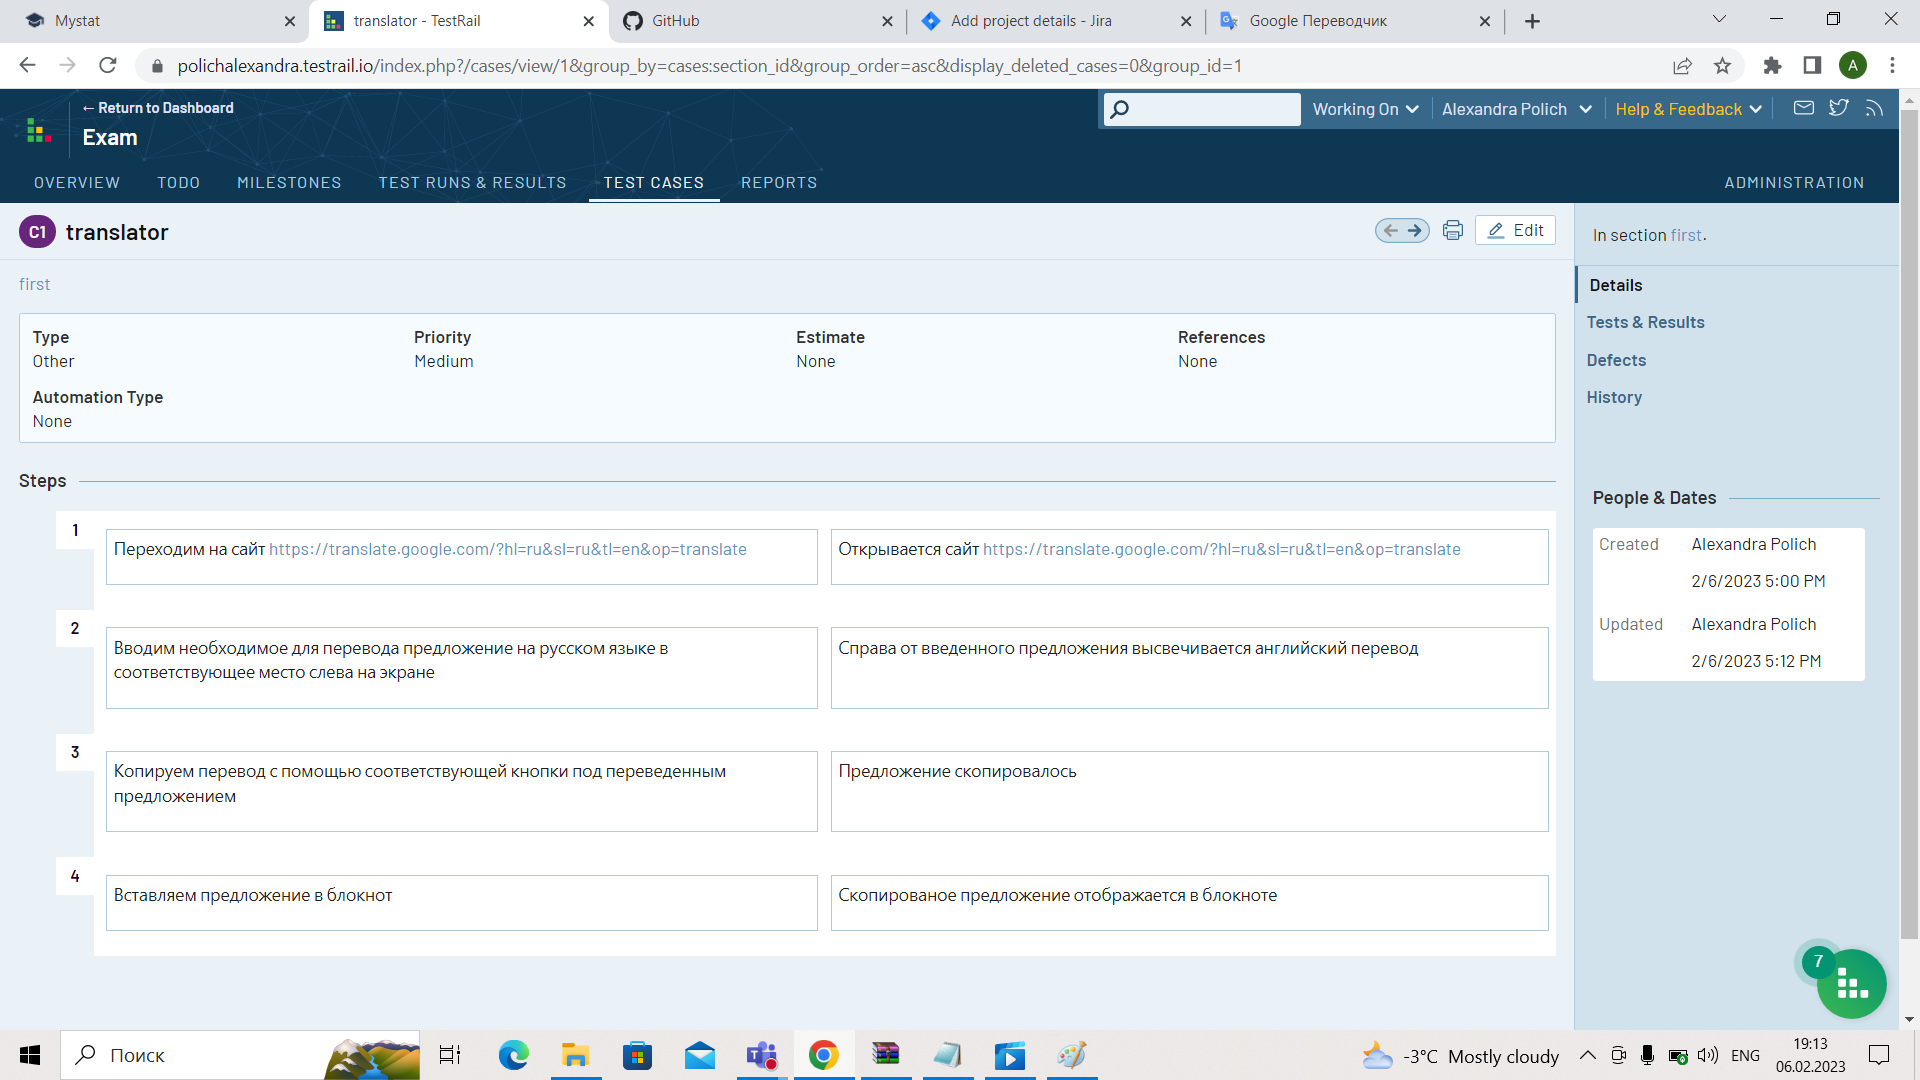 Mystat
translator - TestRail
GitHub
Add project details - Jira
Google Переводчик
polichalexandra.testrail.io/index.php?/cases/view/1&group_by=cases:section_id&group_order=asc&display_deleted_cases=0&group_id=1
A
← Return to Dashboard
Exam
Working On
Alexandra Polich
Help & Feedback
OVERVIEW
TODO
MILESTONES
TEST RUNS & RESULTS
TEST CASES
REPORTS
ADMINISTRATION
C1 translator
Edit
In section first.
first
Type
Other
Priority
Medium
Estimate
None
References
None
Automation Type
None
Details
Tests & Results
Defects
History
Steps
1
Переходим на сайт https://translate.google.com/?hl=ru&sl=ru&tl=en&op=translate
Открывается сайт https://translate.google.com/?hl=ru&sl=ru&tl=en&op=translate
2
Вводим необходимое для перевода предложение на русском языке в
соответствующее место слева на экране
Справа от введенного предложения высвечивается английский перевод
3
Копируем перевод с помощью соответствующей кнопки под переведенным
предложением
Предложение скопировалось
4
Вставляем предложение в блокнот
Скопированое предложение отображается в блокноте
People & Dates
Created
Alexandra Polich
2/6/2023 5:00 PM
Updated
Alexandra Polich
2/6/2023 5:12 PM
7
Поиск
-3°C Mostly cloudy
ENG
19:13
06.02.2023